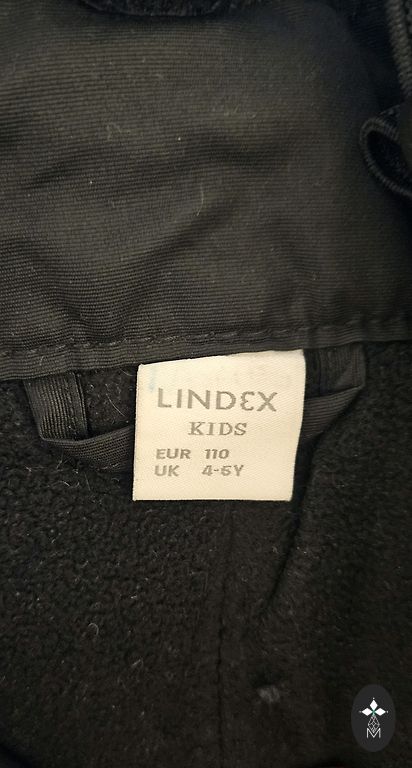 LINDEX
KIDS
EUR 110
UK 4-5Y